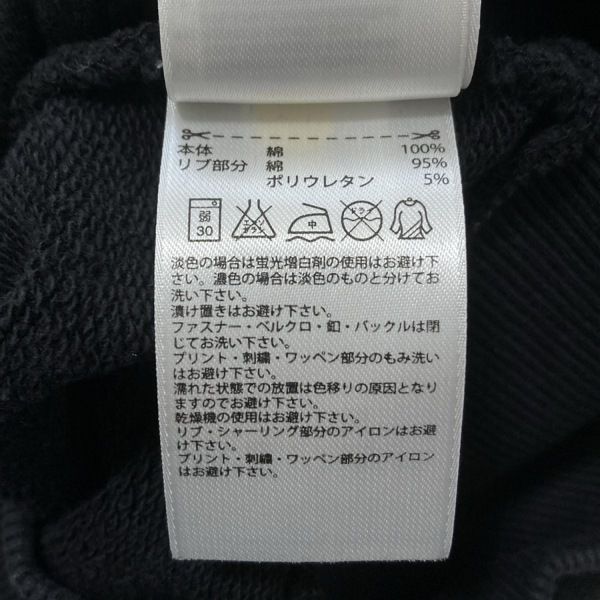 本体 綿 100%
リブ部分 綿 95%
ポリウレタン 5%
弱 30 エンソサラシ 中 ドライ
淡色の場合は蛍光増白剤の使用はお避け下
さい。濃色の場合は淡色のものと分けてお
洗い下さい。
漬け置きはお避け下さい。
ファスナー・ベルクロ・釦・バックルは閉
じてお洗い下さい。
プリント・刺繍・ワッペン部分のもみ洗い
はお避け下さい。
濡れた状態での放置は色移りの原因となり
ますのでお避け下さい。
乾燥機の使用はお避け下さい。
リブ・シャーリング部分のアイロンはお避
け下さい。
プリント・刺繍・ワッペン部分のアイロン
はお避け下さい。